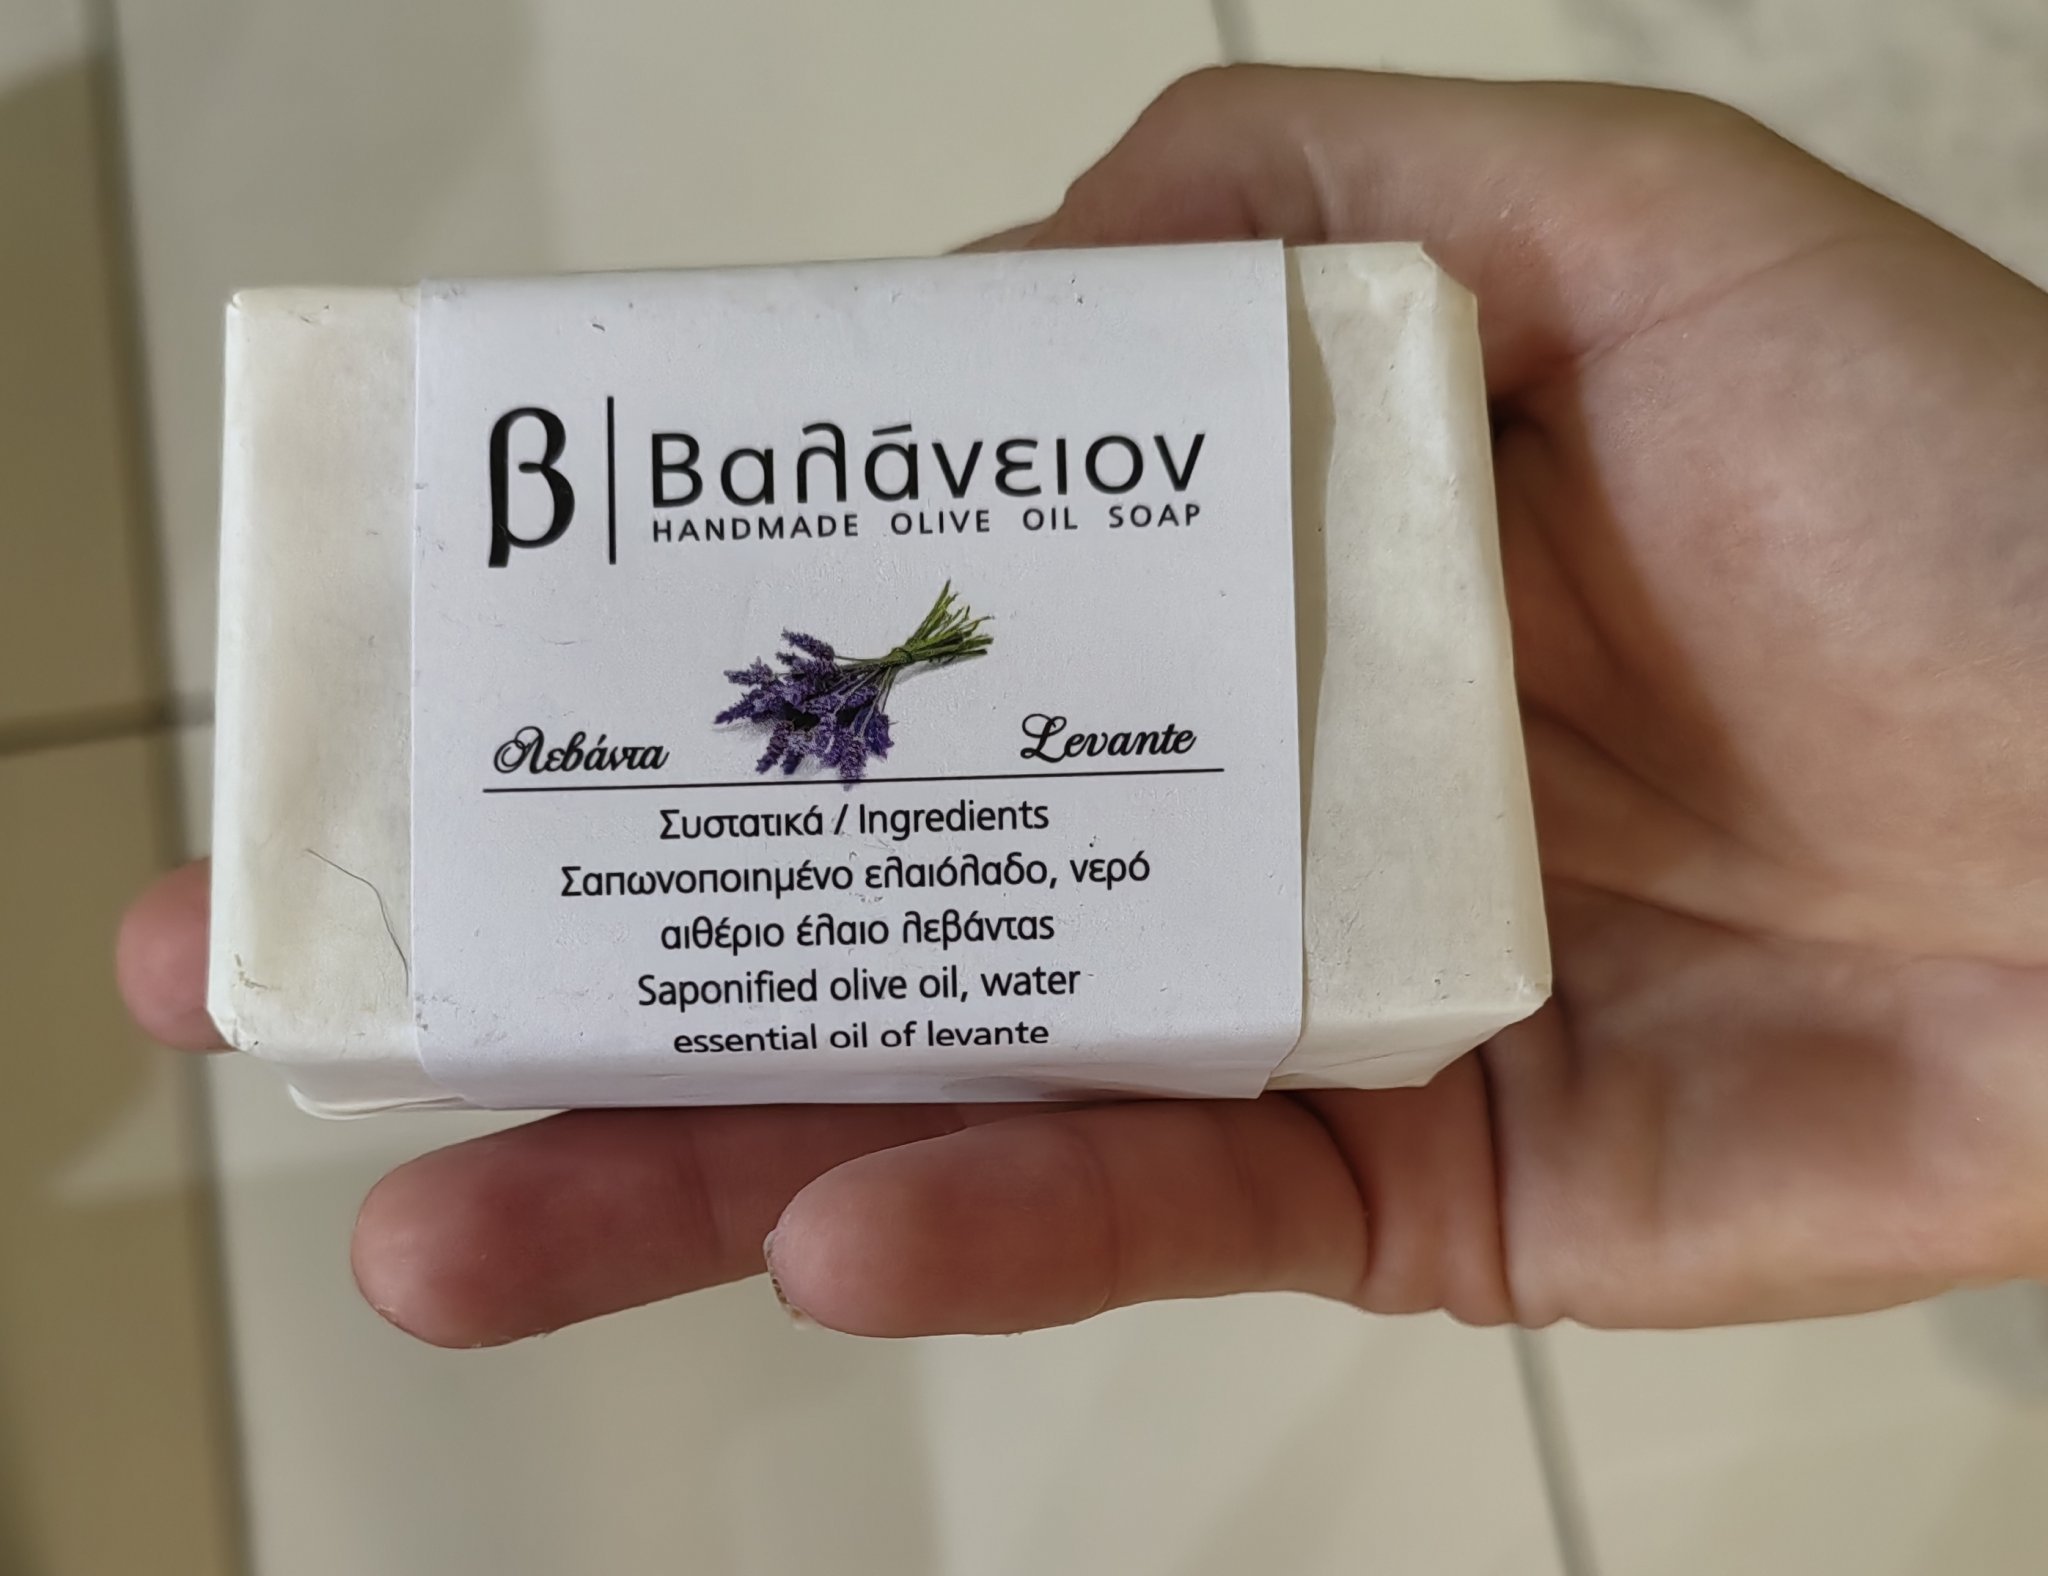 β
Βαλάνειον
HANDMADE OLIVE OIL SOAP
Λεβάντα
Levante
Συστατικά / Ingredients
Σαπωνοποιημένο ελαιόλαδο, νερό
αιθέριο έλαιο λεβάντας
Saponified olive oil, water
essential oil of levante